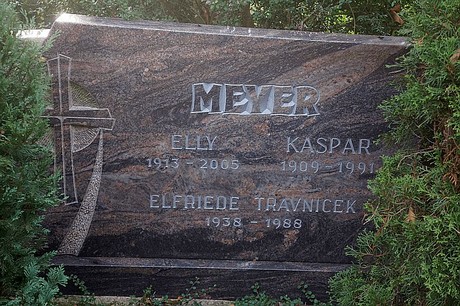 MEYER
ELLY KASPAR
1913 - 2005 1909 - 1991
ELFRIEDE TRAVNICEK
1938 - 1988